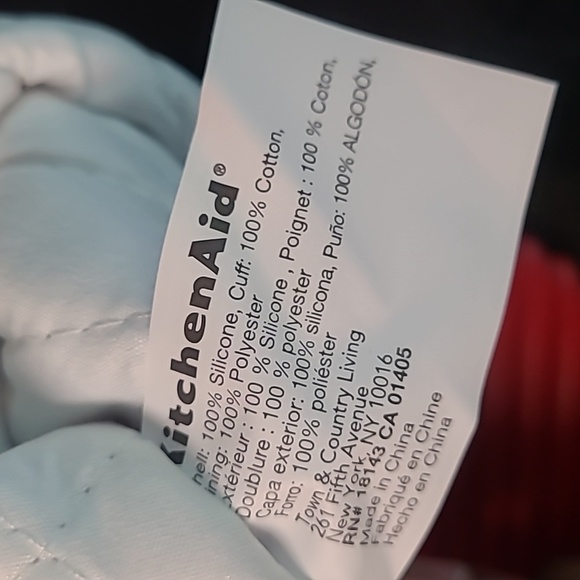 KitchenAid®
hell: 100% Silicone, Cuff: 100% Cotton,
ning: 100% Polyester
xtérieur : 100 % Silicone , Poignet : 100 % Coton,
Doublure : 100 % polyester
Capa exterior: 100% silicona, Puño: 100% ALGODÓN,
Forro: 100% poliéster
Town & Country Living
261 Fifth Avenue
New York, NY 10016
RN# 18143 CA 01405
Made in China
Fabriqué en Chine
Hecho en China